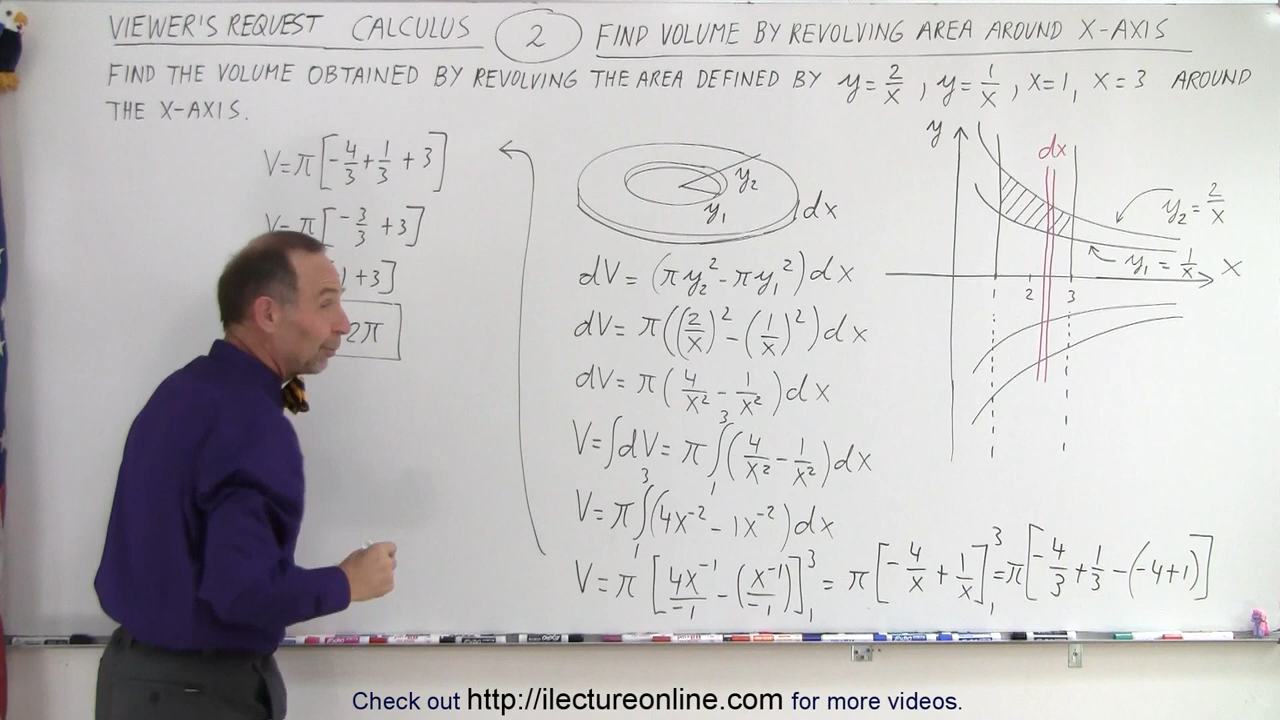 VIEWER'S REQUEST CALCULUS 2 FIND VOLUME BY REVOLVING AREA AROUND X-AXIS
FIND THE VOLUME OBTAINED BY REVOLVING THE AREA DEFINED BY y = 2/x , y = 1/x , x=1, x=3 AROUND
THE X-AXIS.
V = π[-4/3 + 1/3 + 3]
V = π[-3/3 + 3]
1 + 3]
2π
y₂
y₁
dx
dV = (πy₂² - πy₁²)dx
dV = π((2/x)² - (1/x)²)dx
dV = π(4/x² - 1/x²)dx
V = ∫dV = π∫₁³(4/x² - 1/x²)dx
V = π∫₁³(4x⁻² - 1x⁻²)dx
V = π[4x⁻¹/-1 - (x⁻¹/-1)]₁³ = π[-4/x + 1/x]₁³ = π[-4/3 + 1/3 - (-4+1)]
y
dx
y₂ = 2/x
y₁ = 1/x
x
1 2 3
Check out http://ilectureonline.com for more videos.